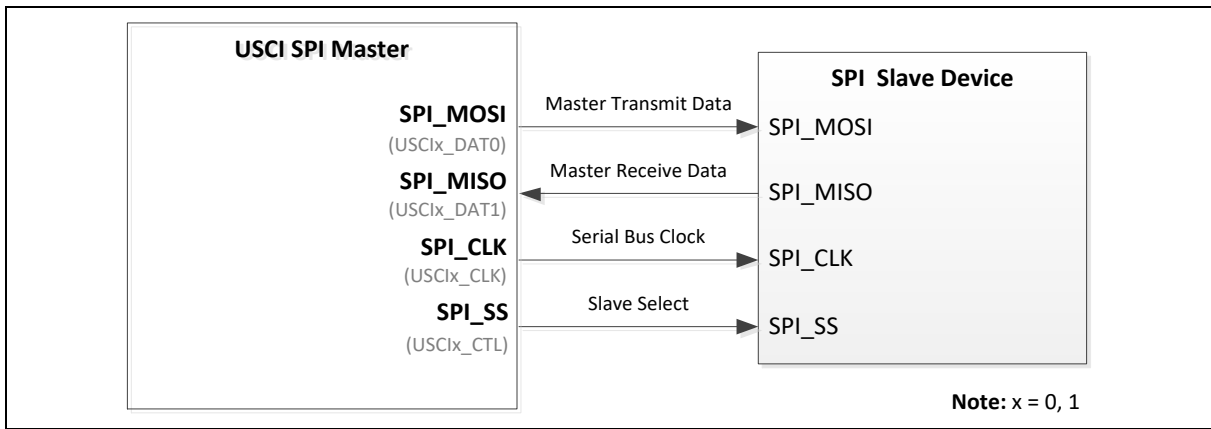 USCI SPI Master
SPI_MOSI
(USCIx_DAT0)
SPI_MISO
(USCIx_DAT1)
SPI_CLK
(USCIx_CLK)
SPI_SS
(USCIx_CTL)
Master Transmit Data
Master Receive Data
Serial Bus Clock
Slave Select
SPI Slave Device
SPI_MOSI
SPI_MISO
SPI_CLK
SPI_SS
Note: x = 0, 1